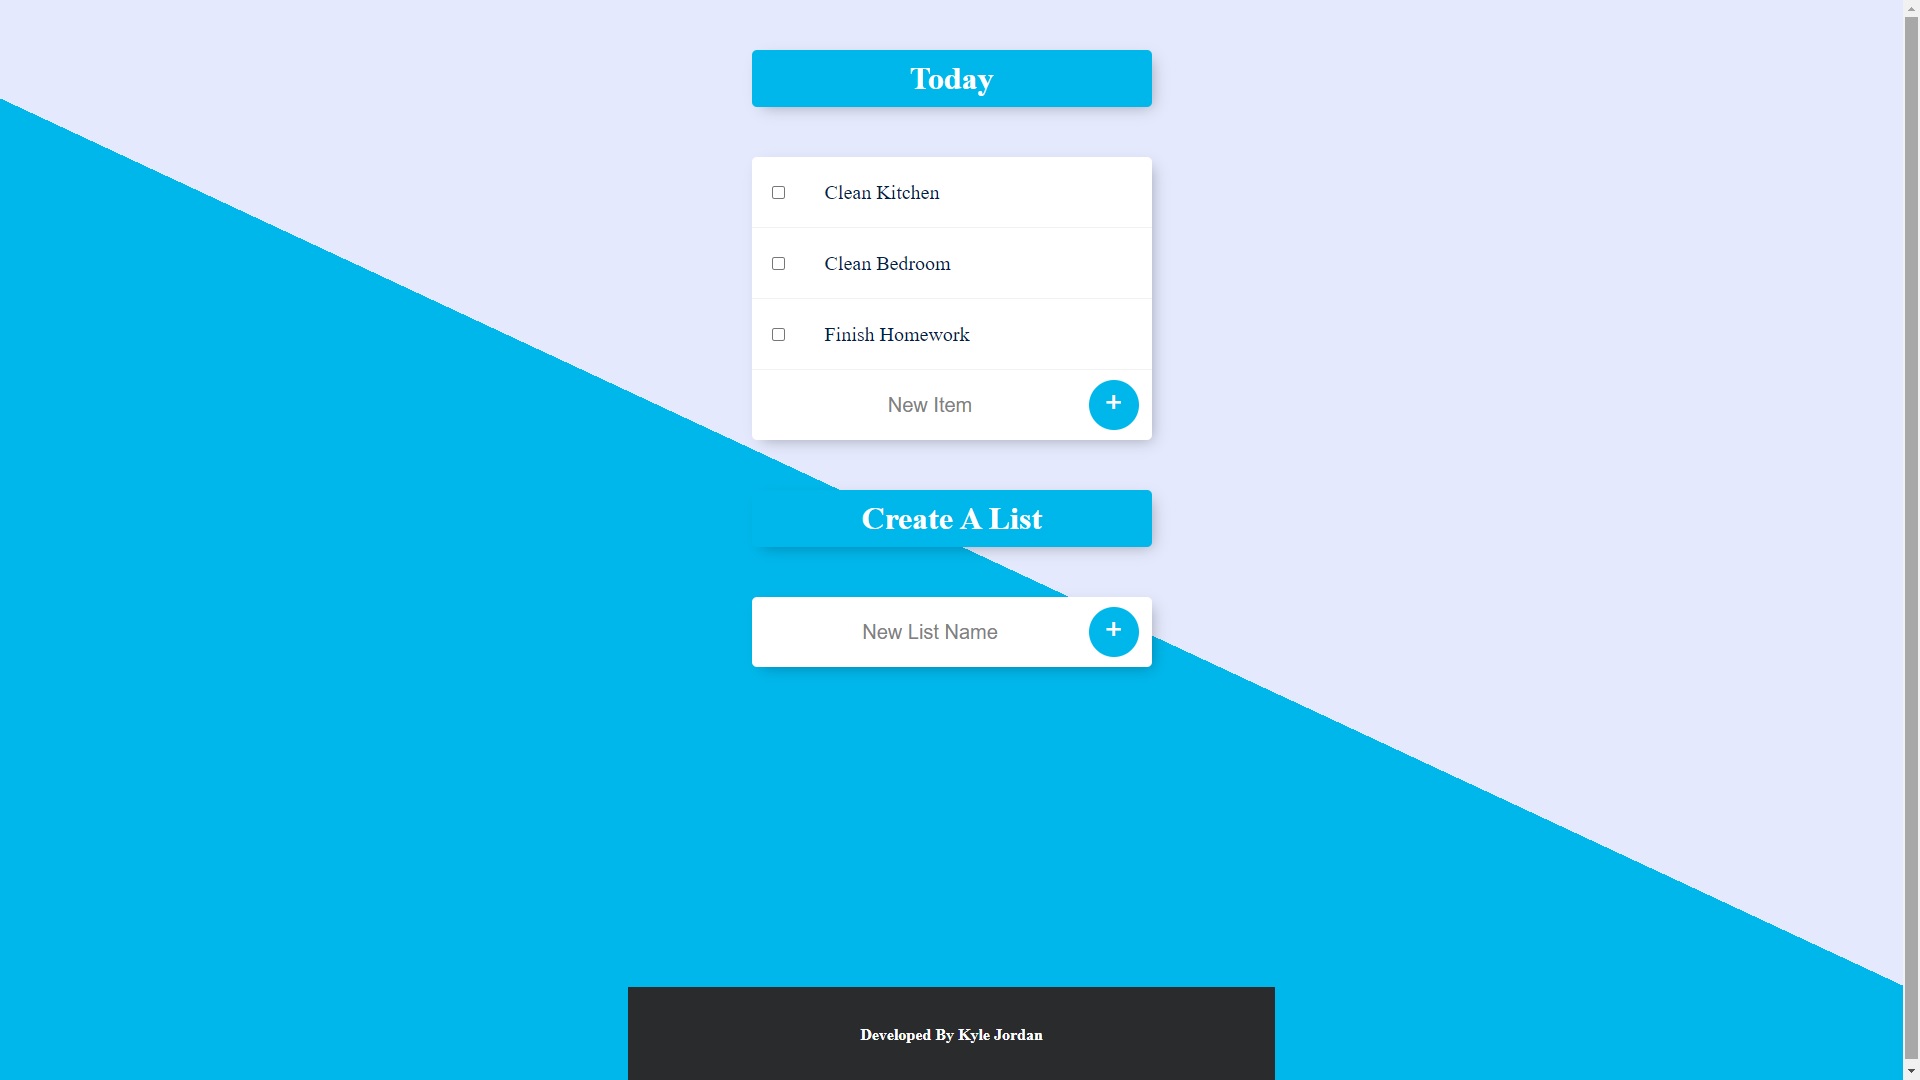 Today
Clean Kitchen
Clean Bedroom
Finish Homework
New Item +
Create A List
New List Name +
Developed By Kyle Jordan